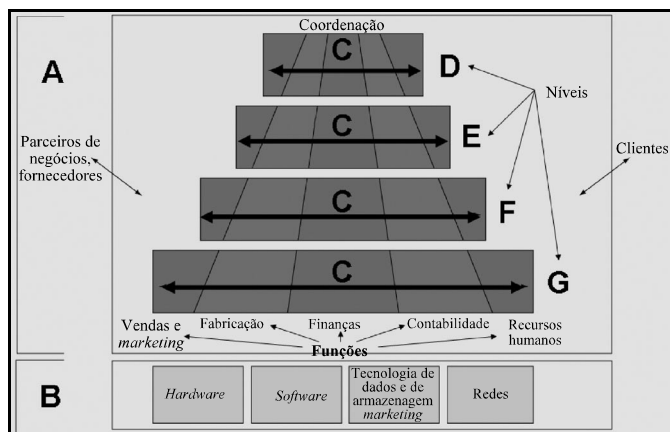 Coordenação
A
C
D
Níveis
C
E
Parceiros de
negócios,
fornecedores
Clientes
C
F
C
G
Vendas e
marketing
Fabricação
Finanças
Contabilidade
Recursos
humanos
Funções
B
Hardware
Software
Tecnologia de
dados e de
armazenagem
marketing
Redes